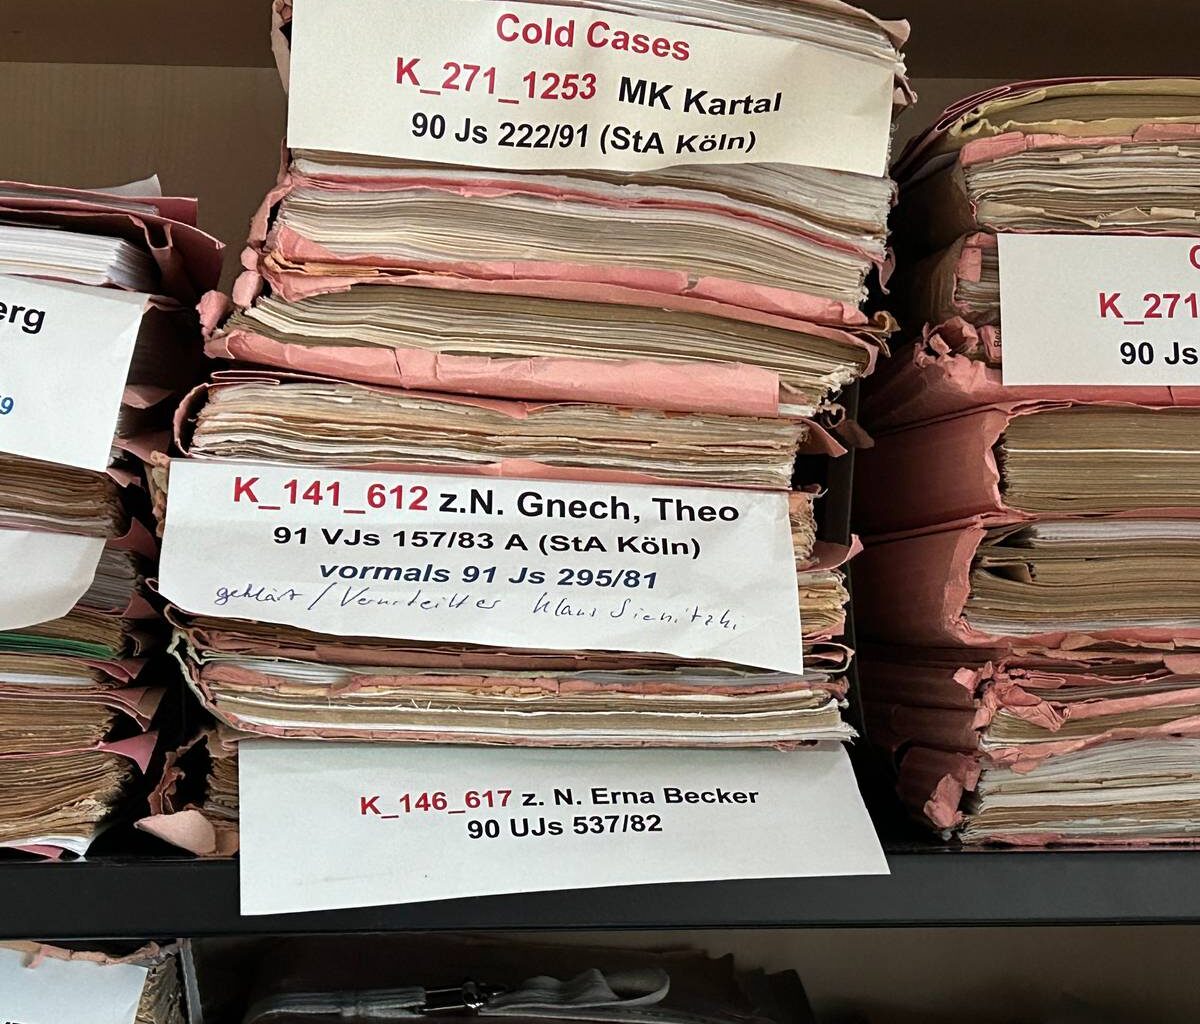 Cold Cases
K_271_1253 MK Kartal
90 Js 222/91 (StA Köln)
erg
9
K_141_612 z.N. Gnech, Theo
91 VJs 157/83 A (StA Köln)
vormals 91 Js 295/81
geklärt / Verurteilter Klaus Sienitzki
K_146_617 z. N. Erna Becker
90 UJs 537/82
C
K_271
90 Js